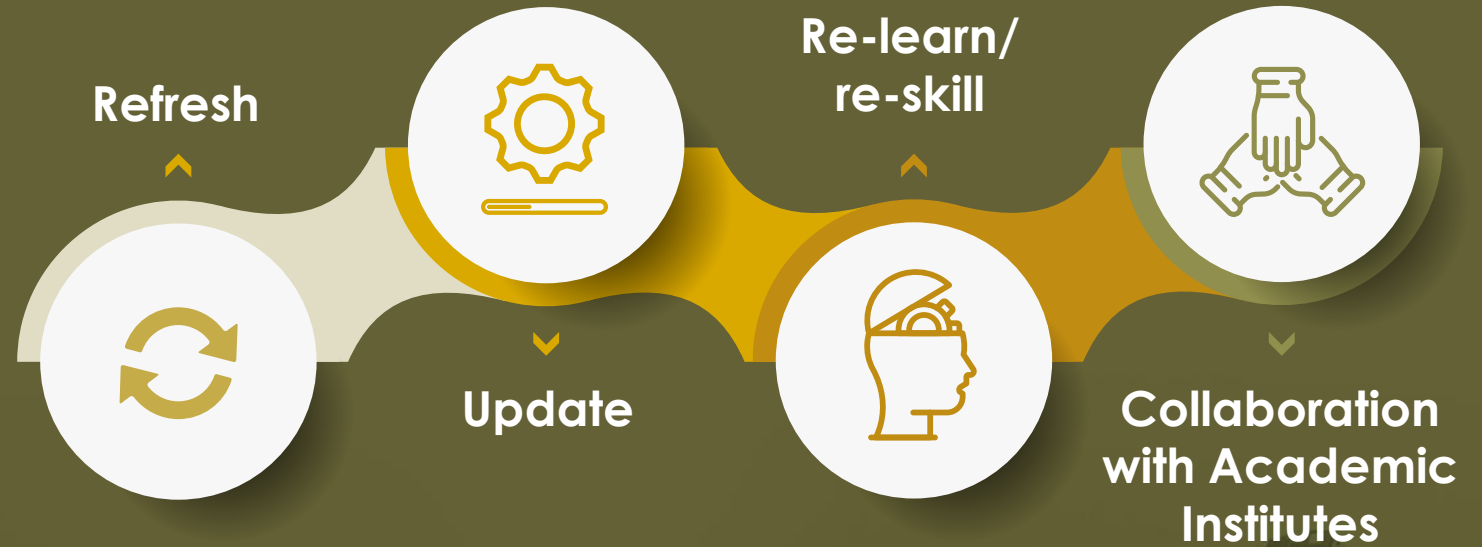 Refresh
Update
Re-learn/
re-skill
Collaboration
with Academic
Institutes